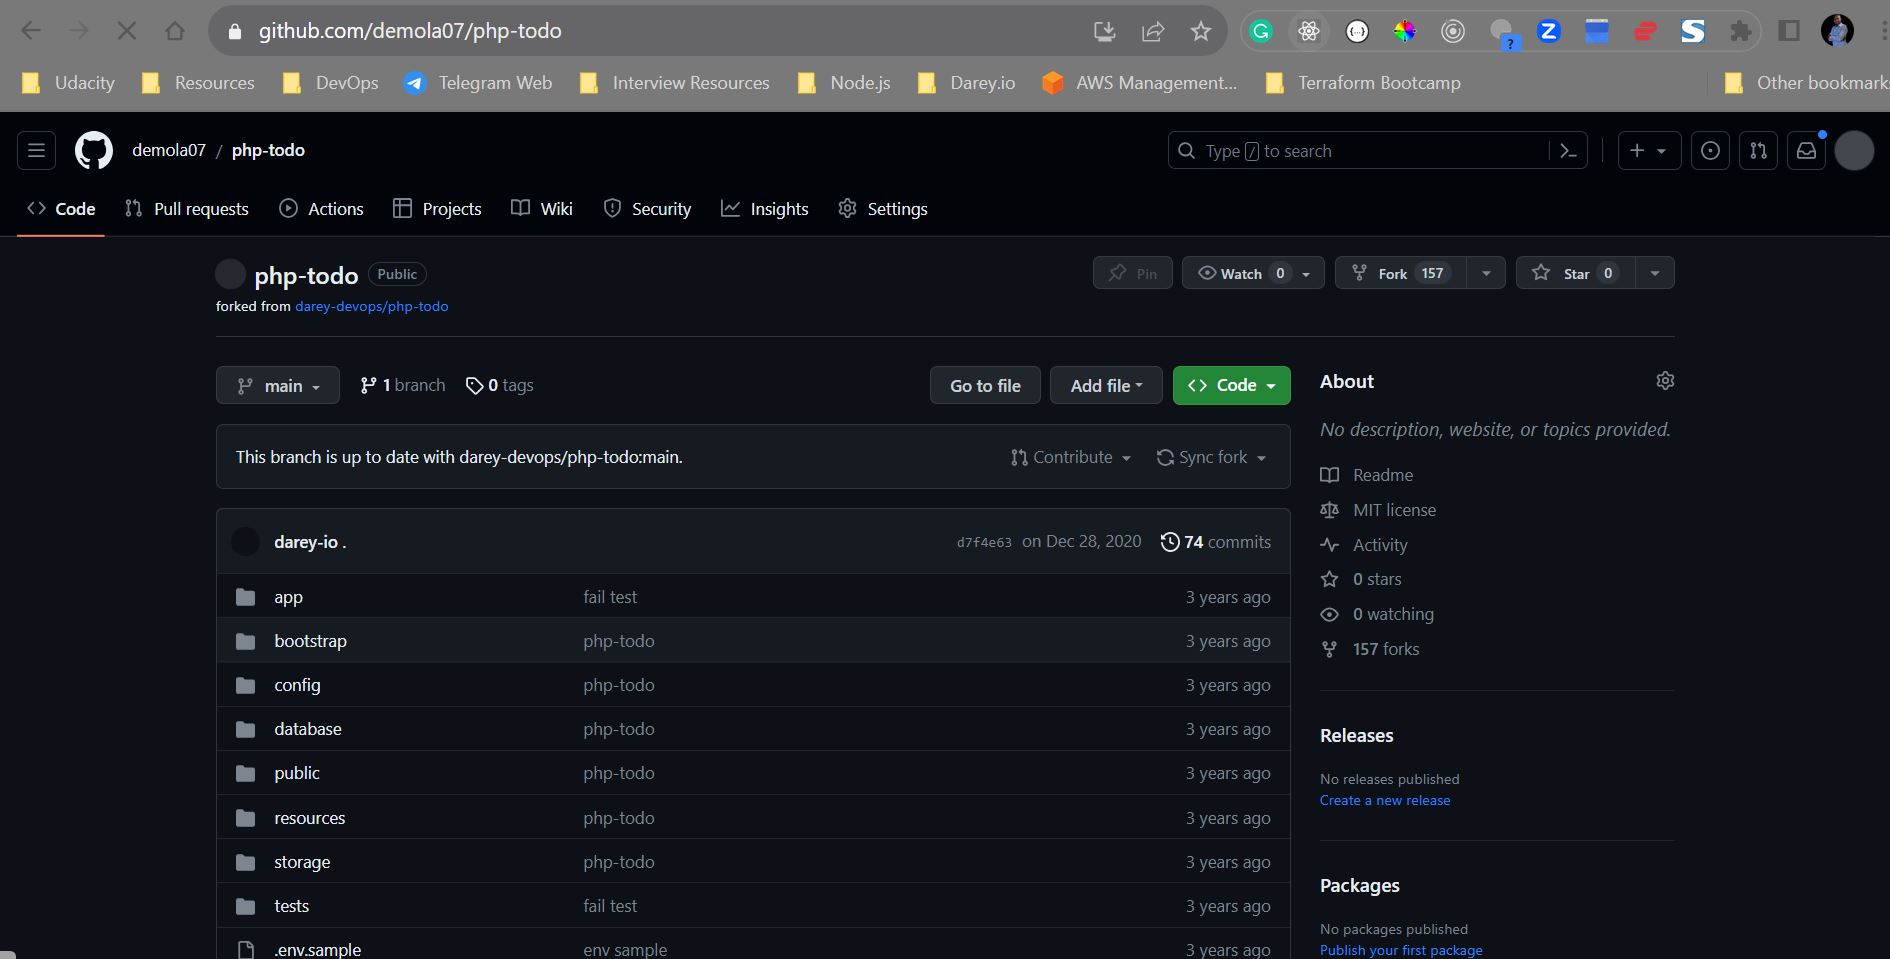 github.com/demola07/php-todo
Udacity Resources DevOps Telegram Web Interview Resources Node.js Darey.io AWS Management... Terraform Bootcamp Other bookmarks
demola07 / php-todo Type / to search
Code Pull requests Actions Projects Wiki Security Insights Settings
php-todo Public Pin Watch 0 Fork 157 Star 0
forked from darey-devops/php-todo
main 1 branch 0 tags Go to file Add file Code
About
No description, website, or topics provided.
This branch is up to date with darey-devops/php-todo:main. Contribute Sync fork
Readme
MIT license
darey-io . d7f4e63 on Dec 28, 2020 74 commits
Activity
0 stars
0 watching
157 forks
app fail test 3 years ago
bootstrap php-todo 3 years ago
config php-todo 3 years ago
database php-todo 3 years ago
public php-todo 3 years ago
resources php-todo 3 years ago
storage php-todo 3 years ago
tests fail test 3 years ago
.env.sample env sample 3 years ago
Releases
No releases published
Create a new release
Packages
No packages published
Publish your first package